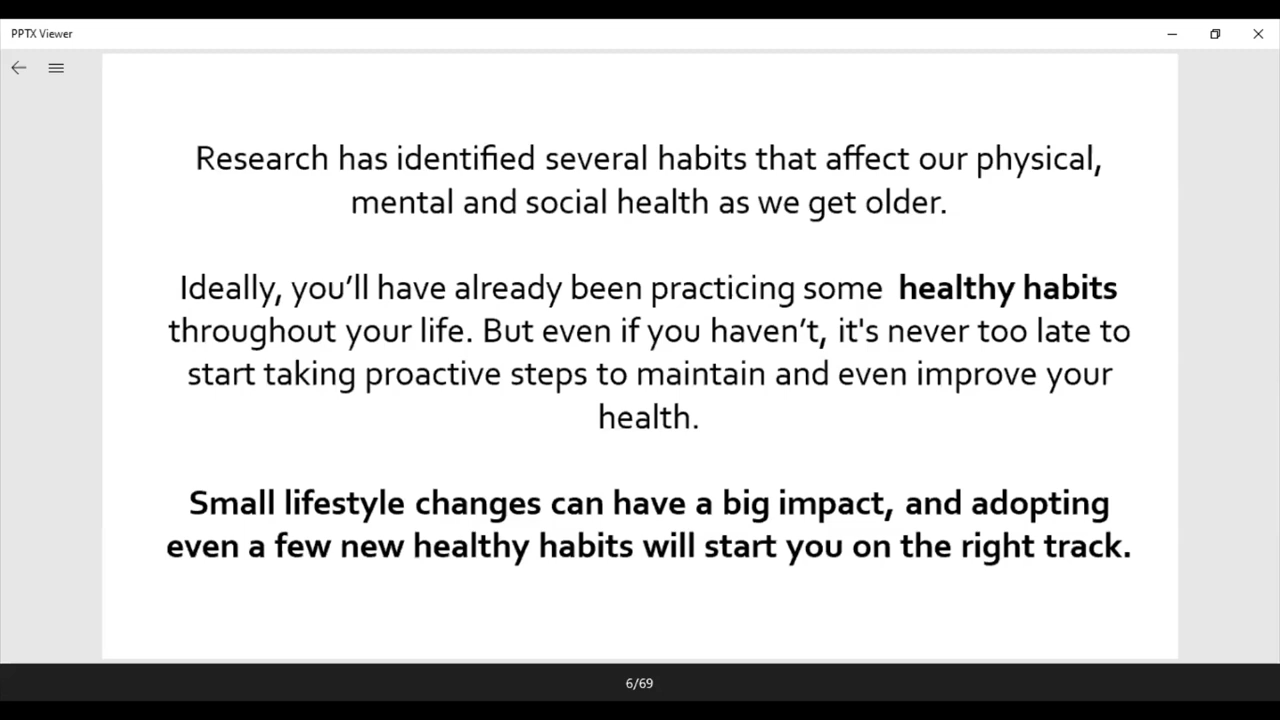 PPTX Viewer
Research has identified several habits that affect our physical,
mental and social health as we get older.
Ideally, you’ll have already been practicing some healthy habits
throughout your life. But even if you haven’t, it's never too late to
start taking proactive steps to maintain and even improve your
health.
Small lifestyle changes can have a big impact, and adopting
even a few new healthy habits will start you on the right track.
6/69